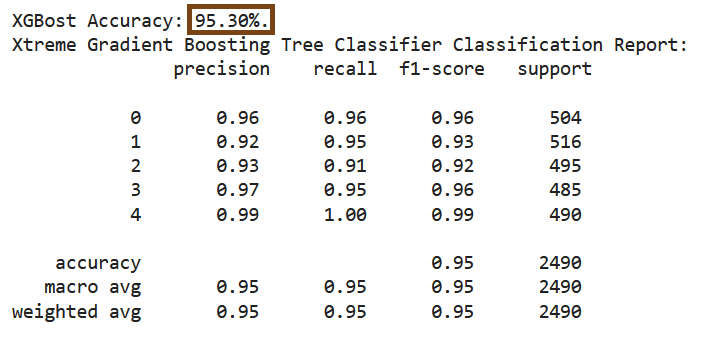 XGBost Accuracy: 95.30%.
Xtreme Gradient Boosting Tree Classifier Classification Report:
precision recall f1-score support
0 0.96 0.96 0.96 504
1 0.92 0.95 0.93 516
2 0.93 0.91 0.92 495
3 0.97 0.95 0.96 485
4 0.99 1.00 0.99 490
accuracy 0.95 2490
macro avg 0.95 0.95 0.95 2490
weighted avg 0.95 0.95 0.95 2490